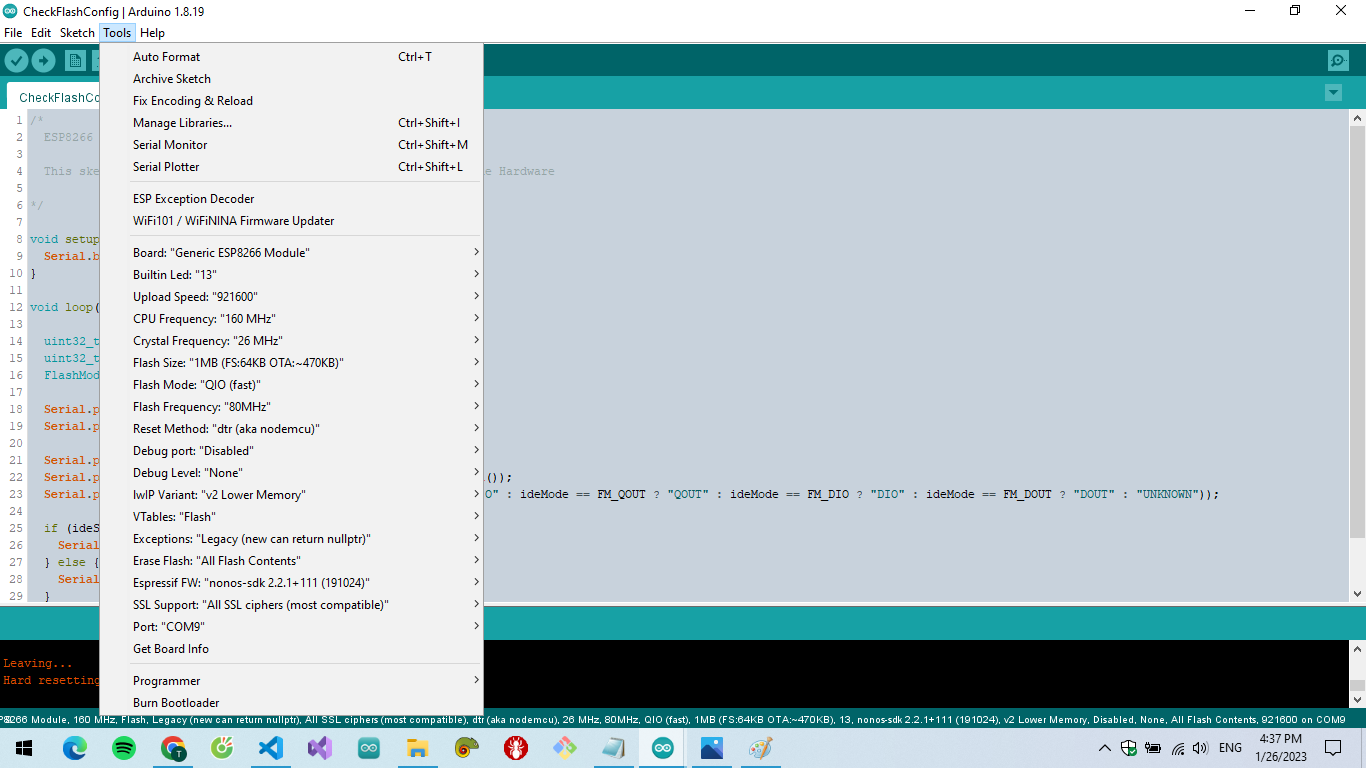 CheckFlashConfig | Arduino 1.8.19
File Edit Sketch Tools Help
CheckFlashCo
Auto Format Ctrl+T
Archive Sketch
Fix Encoding & Reload
Manage Libraries... Ctrl+Shift+I
Serial Monitor Ctrl+Shift+M
Serial Plotter Ctrl+Shift+L
ESP Exception Decoder
WiFi101 / WiFiNINA Firmware Updater
Board: "Generic ESP8266 Module"
Builtin Led: "13"
Upload Speed: "921600"
CPU Frequency: "160 MHz"
Crystal Frequency: "26 MHz"
Flash Size: "1MB (FS:64KB OTA:~470KB)"
Flash Mode: "QIO (fast)"
Flash Frequency: "80MHz"
Reset Method: "dtr (aka nodemcu)"
Debug port: "Disabled"
Debug Level: "None"
lwIP Variant: "v2 Lower Memory"
VTables: "Flash"
Exceptions: "Legacy (new can return nullptr)"
Erase Flash: "All Flash Contents"
Espressif FW: "nonos-sdk 2.2.1+111 (191024)"
SSL Support: "All SSL ciphers (most compatible)"
Port: "COM9"
Get Board Info
Programmer
Burn Bootloader
1 /*
2 ESP8266
3
4 This ske e Hardware
5
6 */
7
8 void setup
9 Serial.b
10 }
11
12 void loop(
13
14 uint32_t
15 uint32_t
16 FlashMod
17
18 Serial.p
19 Serial.p
20
21 Serial.p
22 Serial.p ());
23 Serial.p O" : ideMode == FM_QOUT ? "QOUT" : ideMode == FM_DIO ? "DIO" : ideMode == FM_DOUT ? "DOUT" : "UNKNOWN"));
24
25 if (ideS
26 Serial
27 } else {
28 Serial
29 }
Leaving...
Hard resetting
8266 Module, 160 MHz, Flash, Legacy (new can return nullptr), All SSL ciphers (most compatible), dtr (aka nodemcu), 26 MHz, 80MHz, QIO (fast), 1MB (FS:64KB OTA:~470KB), 13, nonos-sdk 2.2.1+111 (191024), v2 Lower Memory, Disabled, None, All Flash Contents, 921600 on COM9
ENG
4:37 PM
1/26/2023